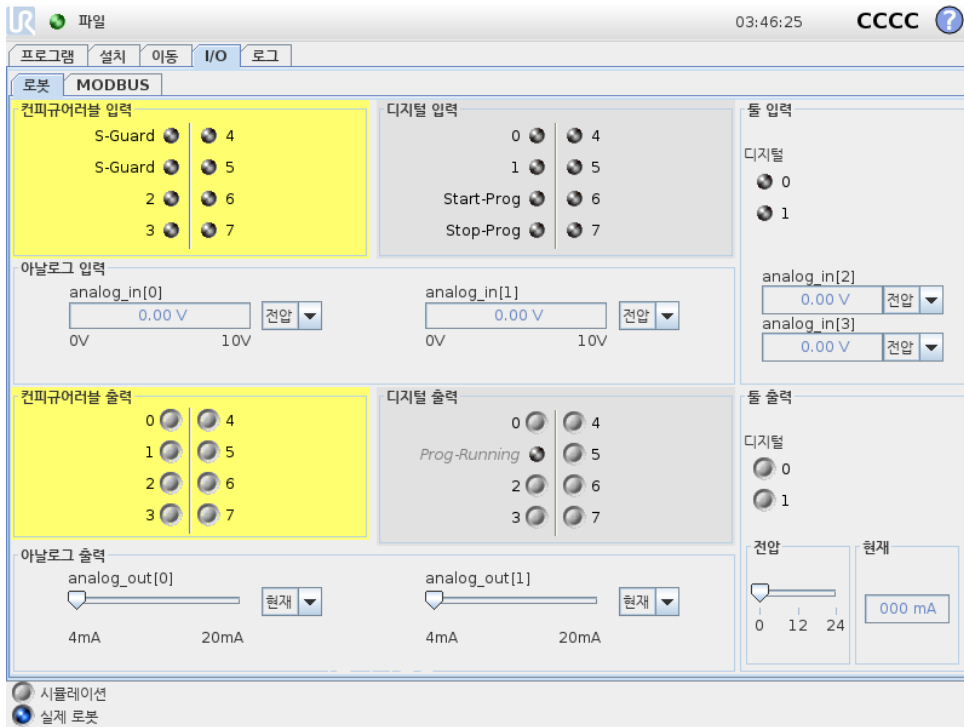 UR 파일 03:46:25 CCCC ?
프로그램 설치 이동 I/O 로그
로봇 MODBUS
컨피규어러블 입력
S-Guard 4
S-Guard 5
2 6
3 7
디지털 입력
0 4
1 5
Start-Prog 6
Stop-Prog 7
툴 입력
디지털
0
1
아날로그 입력
analog_in[0]
0.00 V 전압
0V 10V
analog_in[1]
0.00 V 전압
0V 10V
analog_in[2]
0.00 V 전압
analog_in[3]
0.00 V 전압
컨피규어러블 출력
0 4
1 5
2 6
3 7
디지털 출력
0 4
Prog-Running 5
2 6
3 7
툴 출력
디지털
0
1
아날로그 출력
analog_out[0]
현재
4mA 20mA
analog_out[1]
현재
4mA 20mA
전압
0 12 24
현재
000 mA
시뮬레이션
실제 로봇